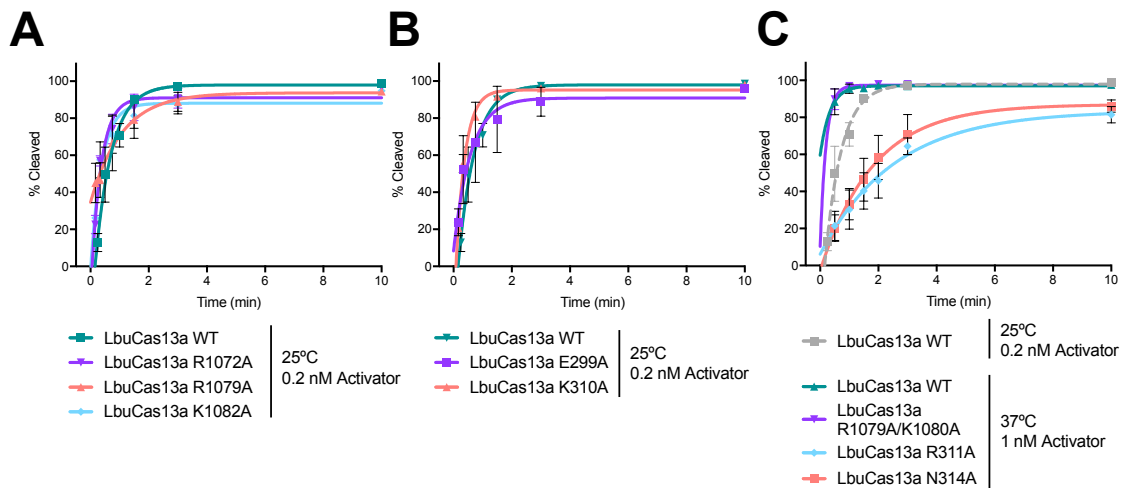 A
B
C
% Cleaved
100
80
60
40
20
0
0
2
4
6
8
10
Time (min)
LbuCas13a WT
LbuCas13a R1072A
LbuCas13a R1079A
LbuCas13a K1082A
25ºC
0.2 nM Activator
% Cleaved
100
80
60
40
20
0
0
2
4
6
8
10
Time (min)
LbuCas13a WT
LbuCas13a E299A
LbuCas13a K310A
25ºC
0.2 nM Activator
% Cleaved
100
80
60
40
20
0
0
2
4
6
8
10
Time (min)
LbuCas13a WT
25ºC
0.2 nM Activator
LbuCas13a WT
LbuCas13a
R1079A/K1080A
LbuCas13a R311A
LbuCas13a N314A
37ºC
1 nM Activator